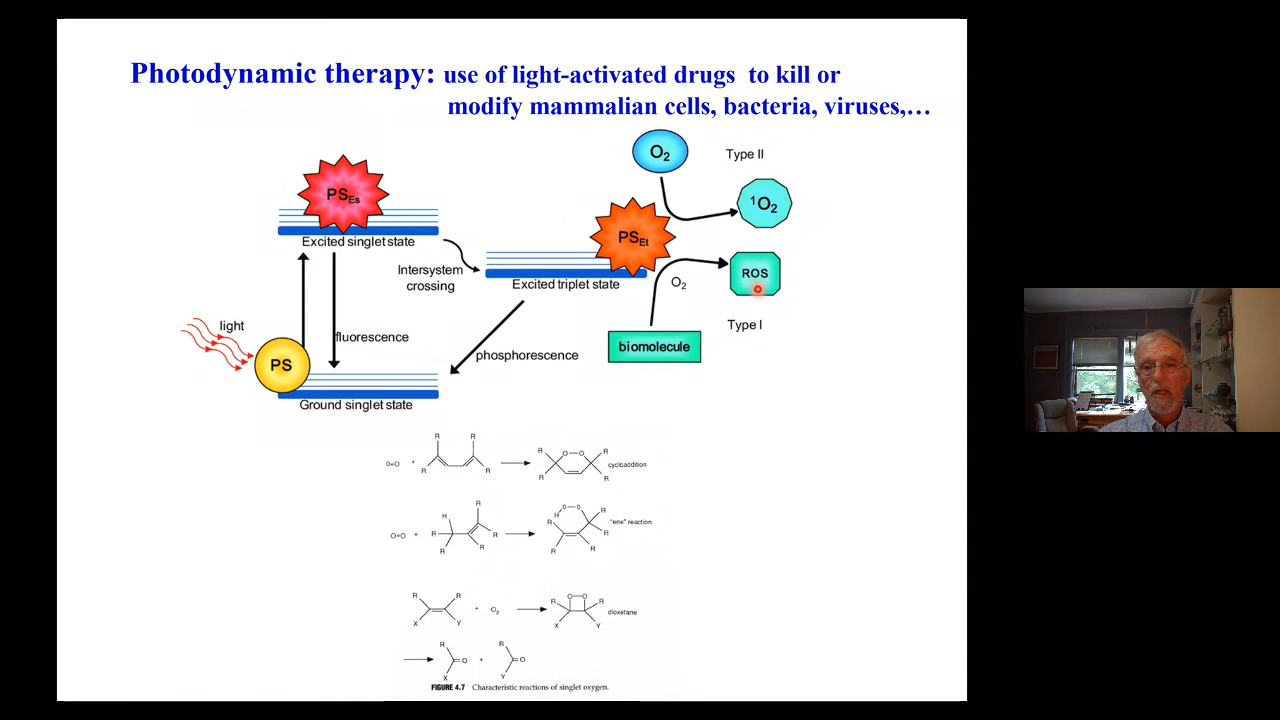 Photodynamic therapy: use of light-activated drugs to kill or
modify mammalian cells, bacteria, viruses,…
O2
Type II
PSEs
1O2
PSEt
Excited singlet state
Intersystem
crossing
Excited triplet state
O2
ROS
light
fluorescence
phosphorescence
Type I
biomolecule
PS
Ground singlet state
R R R O O R
O=O + R R R R cycloaddition
R O O
H H R
R "ene" reaction
O=O + R R R R
R R R R
R R O O
+ O2 R R dioxetane
X Y X Y
R R
O + O
X Y
FIGURE 4.7 Characteristic reactions of singlet oxygen.